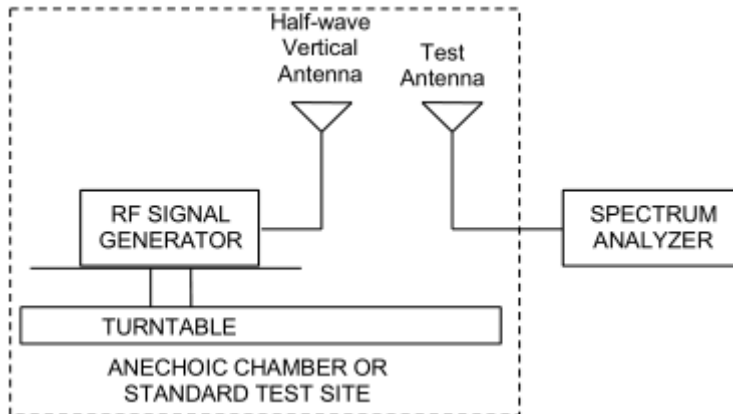 Half-wave
Vertical
Antenna
Test
Antenna
RF SIGNAL
GENERATOR
SPECTRUM
ANALYZER
TURNTABLE
ANECHOIC CHAMBER OR
STANDARD TEST SITE